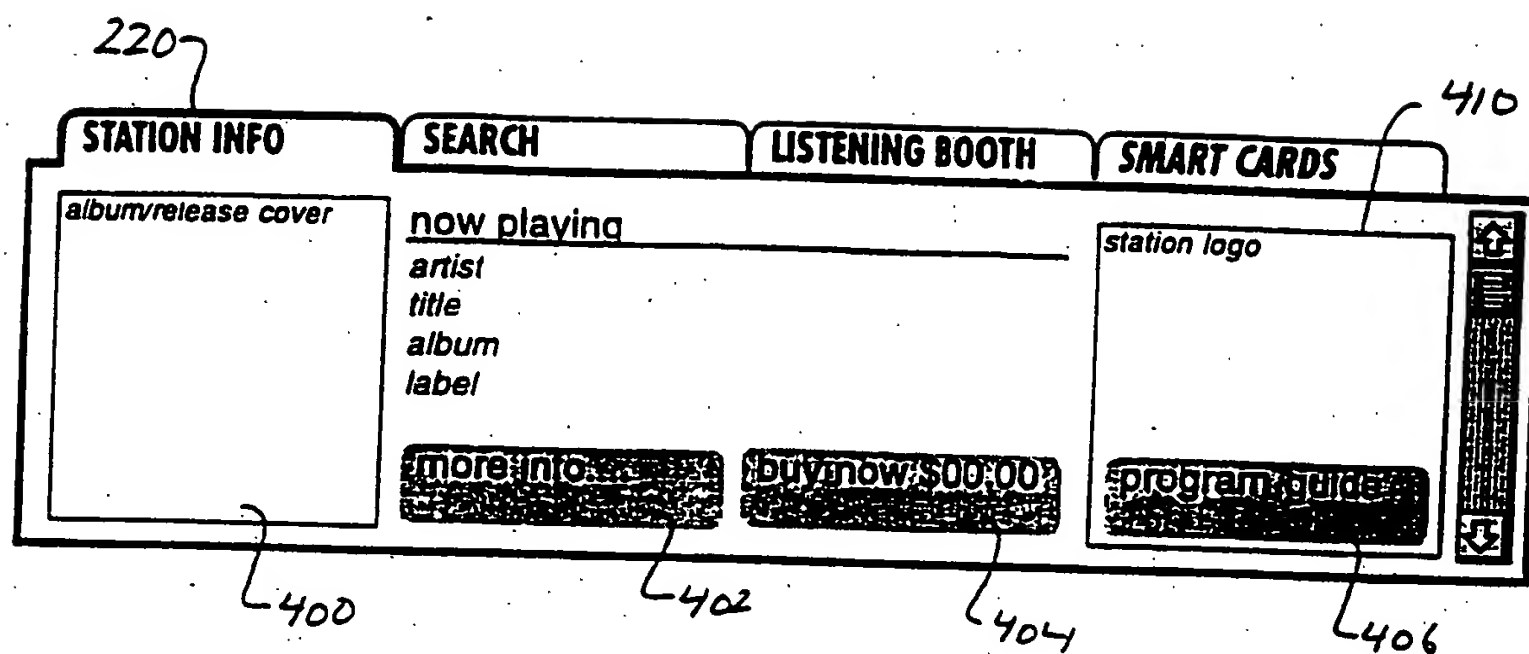 220
410
STATION INFO
SEARCH
LISTENING BOOTH
SMART CARDS
album/release cover
now playing
artist
title
album
label
station logo
more info
buy now $00.00
program guide
400
402
404
406